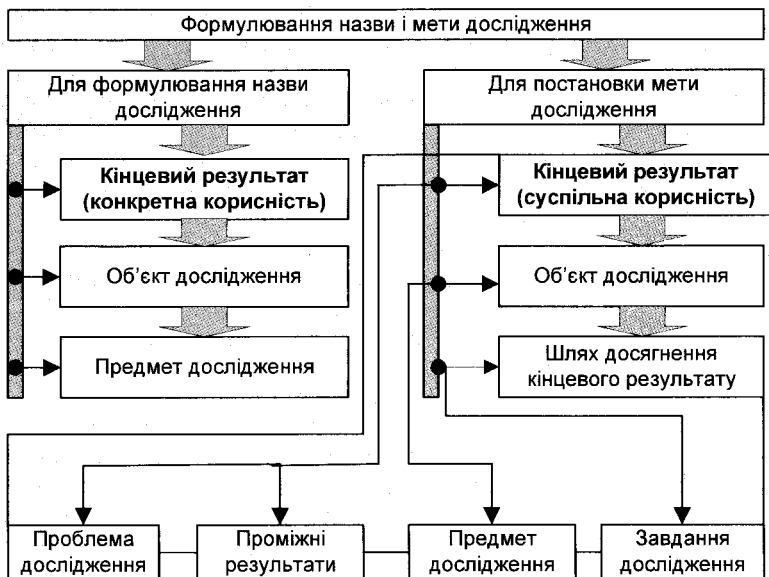 Формулювання назви і мети дослідження
Для формулювання назви
дослідження
Кінцевий результат
(конкретна корисність)
Об’єкт дослідження
Предмет дослідження
Для постановки мети
дослідження
Кінцевий результат
(суспільна корисність)
Об’єкт дослідження
Шлях досягнення
кінцевого результату
Проблема
дослідження
Проміжні
результати
Предмет
дослідження
Завдання
дослідження